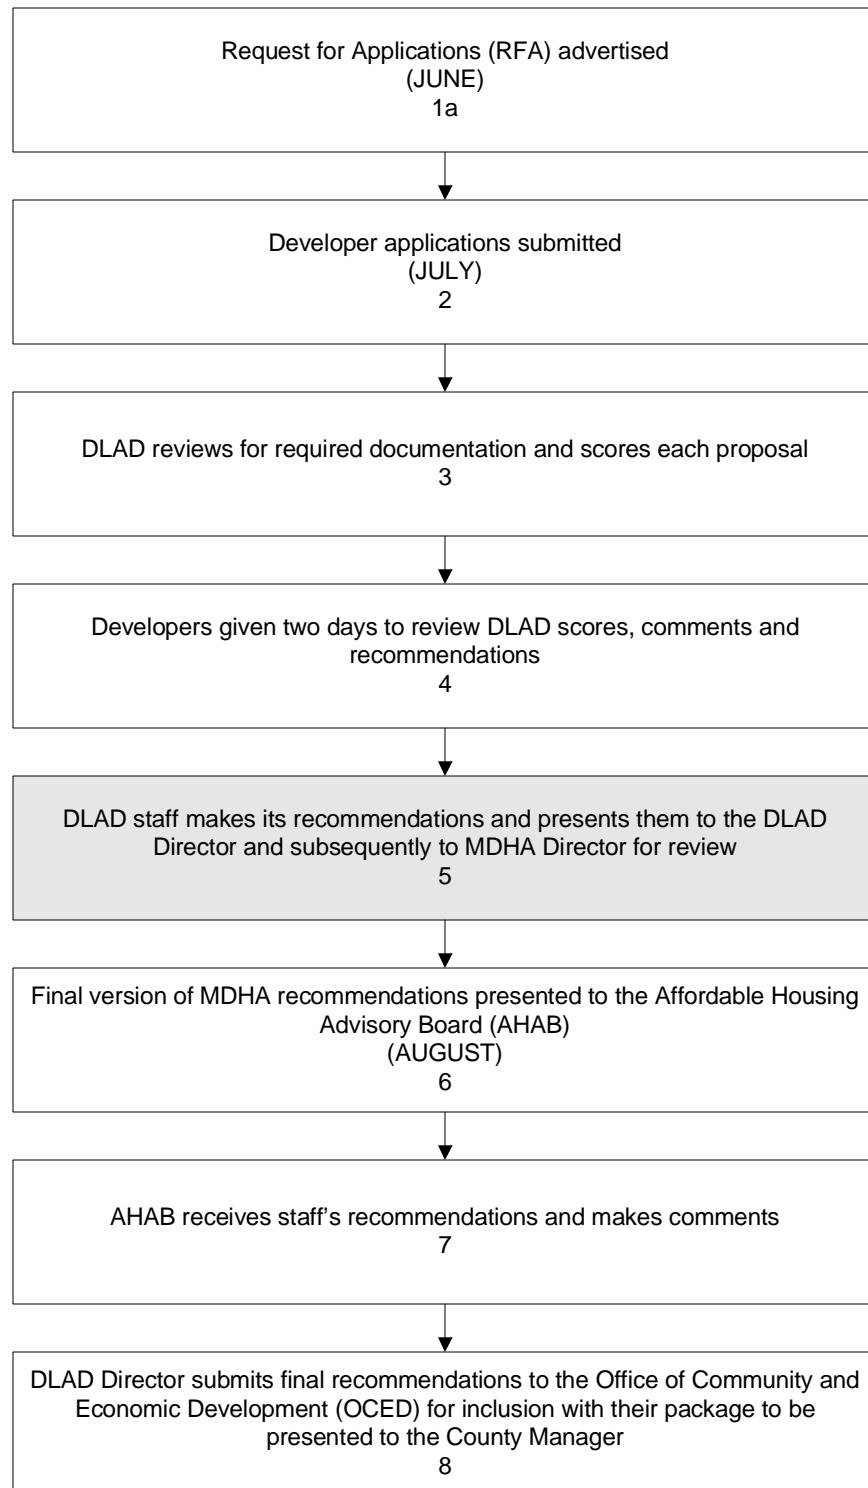 Request for Applications (RFA) advertised
(JUNE)
1a
Developer applications submitted
(JULY)
2
DLAD reviews for required documentation and scores each proposal
3
Developers given two days to review DLAD scores, comments and
recommendations
4
DLAD staff makes its recommendations and presents them to the DLAD
Director and subsequently to MDHA Director for review
5
Final version of MDHA recommendations presented to the Affordable Housing
Advisory Board (AHAB)
(AUGUST)
6
AHAB receives staff’s recommendations and makes comments
7
DLAD Director submits final recommendations to the Office of Community and
Economic Development (OCED) for inclusion with their package to be
presented to the County Manager
8